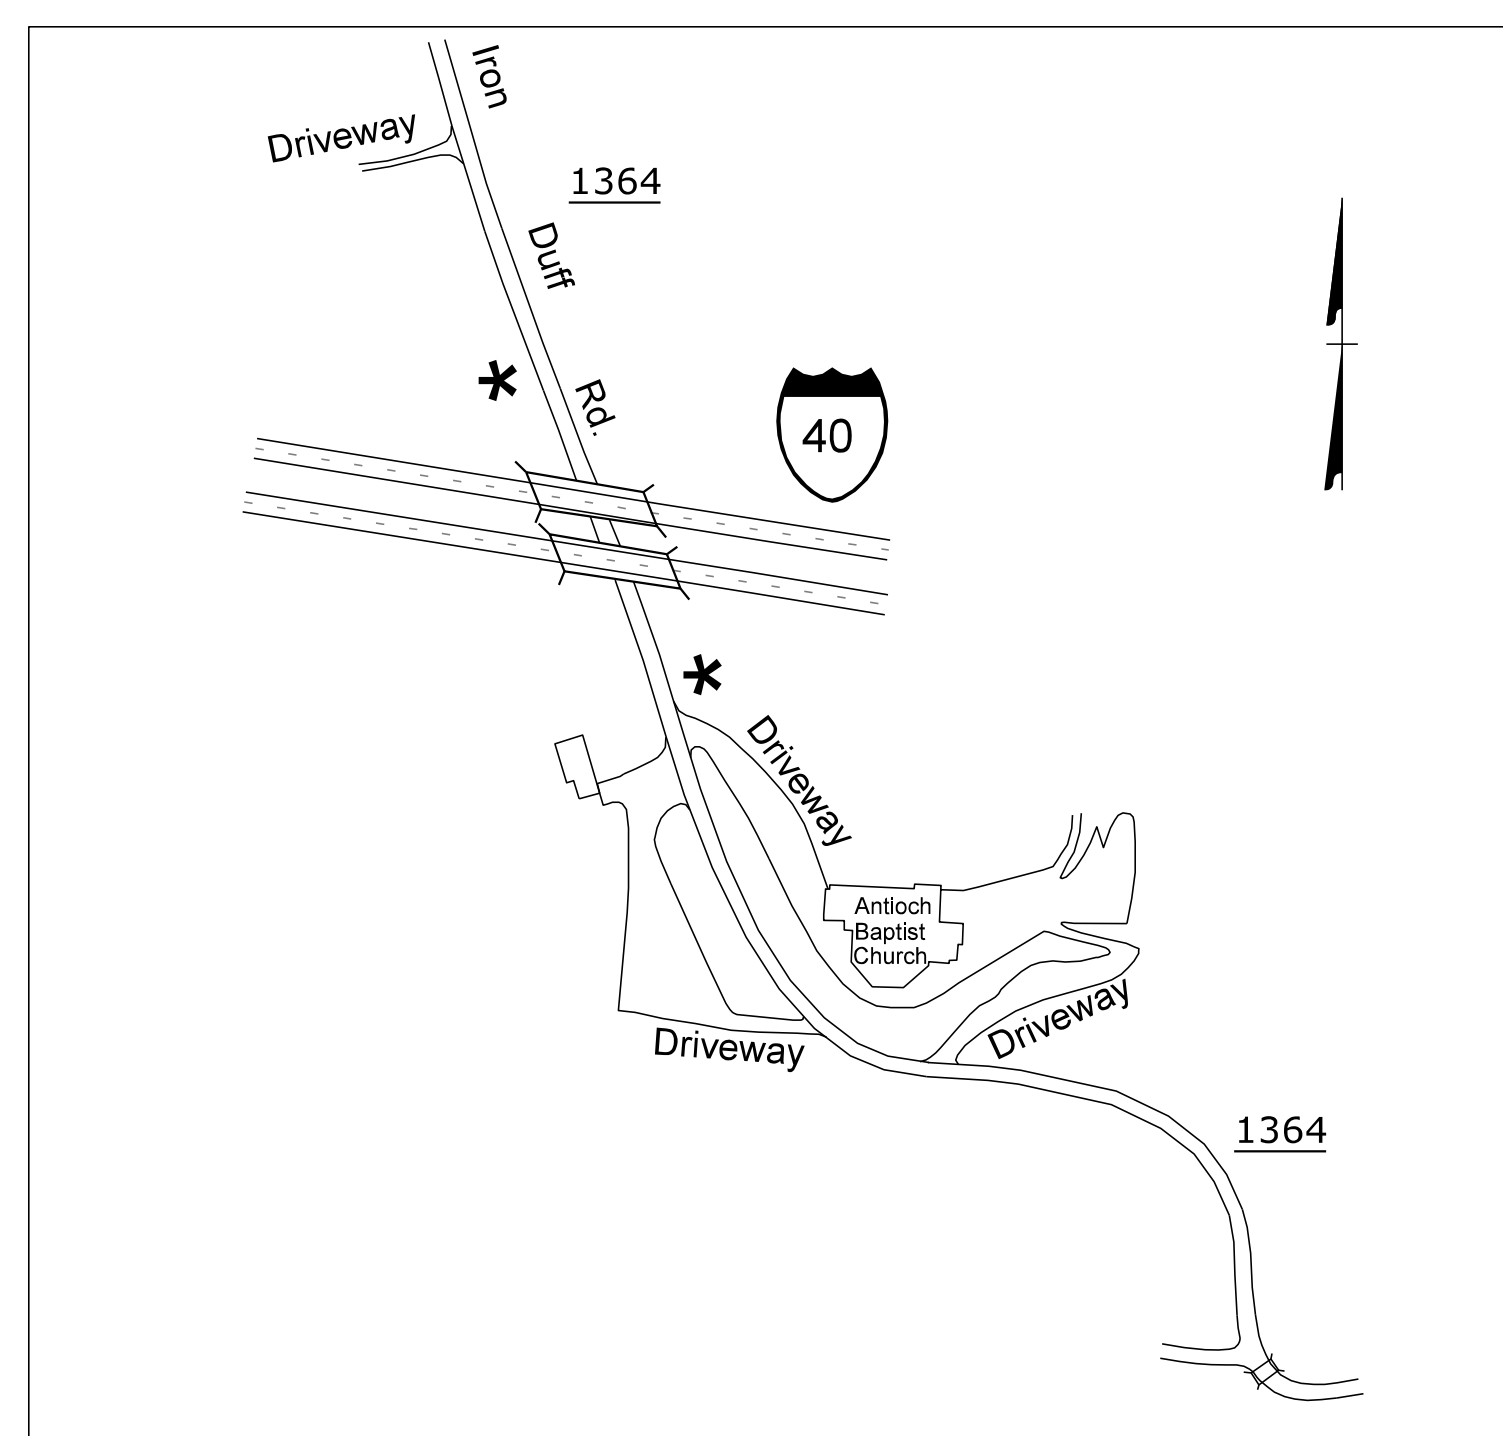 Iron
Driveway
1364
Duff
*
Rd.
40
*
Driveway
Antioch
Baptist
Church
Driveway
Driveway
1364